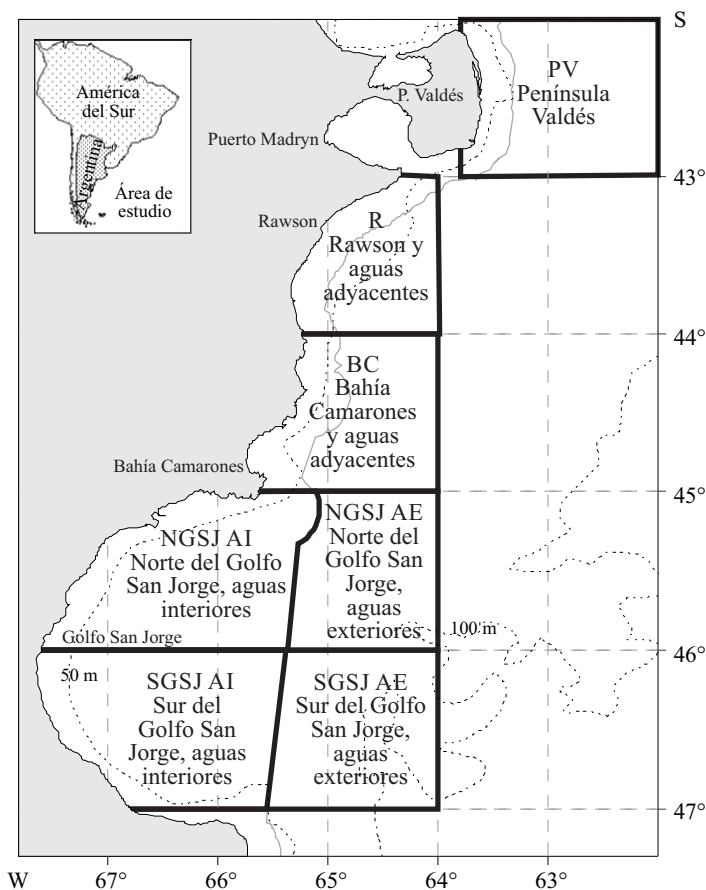 S
América
del Sur
Argentina
Área de
estudio
PV
Península
Valdés
P. Valdés
Puerto Madryn
43°
Rawson
R
Rawson y
aguas
adyacentes
44°
BC
Bahía
Camarones
y aguas
adyacentes
Bahía Camarones
45°
NGSJ AI
Norte del Golfo
San Jorge, aguas
interiores
NGSJ AE
Norte del
Golfo San
Jorge,
aguas
exteriores
100 m
Golfo San Jorge
46°
50 m
SGSJ AI
Sur del
Golfo San
Jorge, aguas
interiores
SGSJ AE
Sur del Golfo
San Jorge,
aguas
exteriores
47°
W
67°
66°
65°
64°
63°